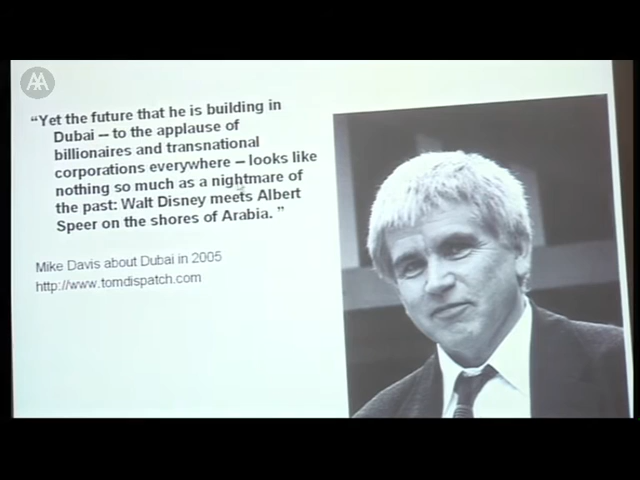 AA
“Yet the future that he is building in
Dubai – to the applause of
billionaires and transnational
corporations everywhere – looks like
nothing so much as a nightmare of
the past: Walt Disney meets Albert
Speer on the shores of Arabia. ”
Mike Davis about Dubai in 2005
http://www.tomdispatch.com